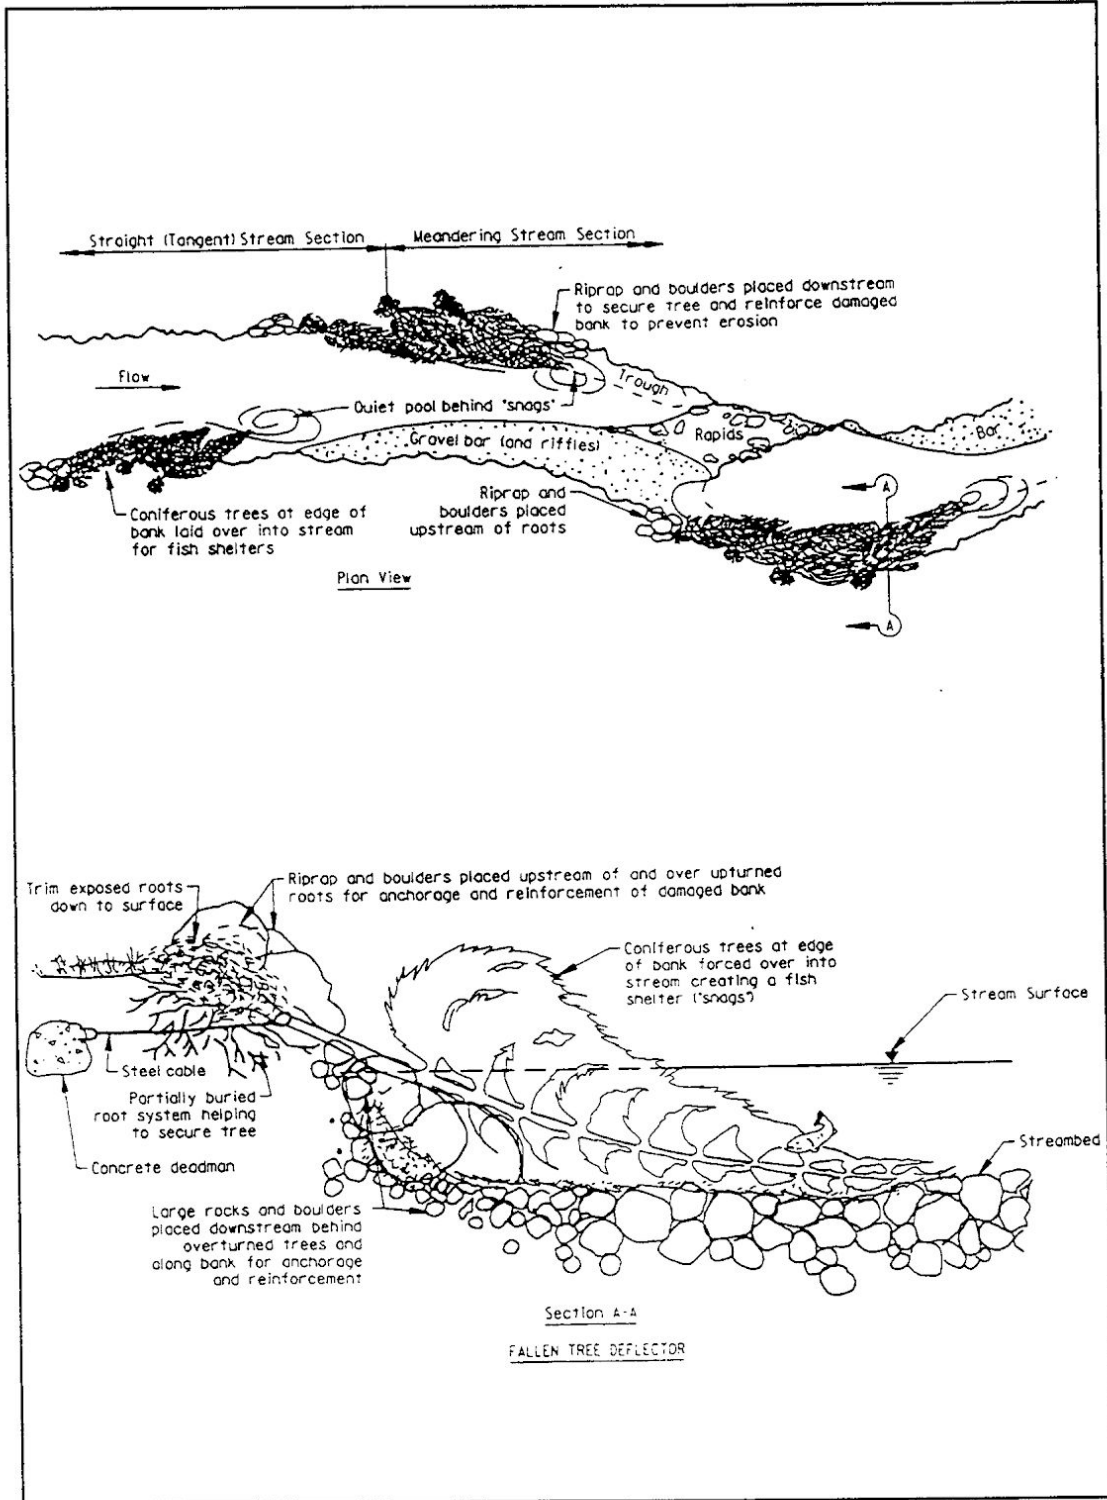 Straight (Tangent) Stream Section
Meandering Stream Section
Riprap and boulders placed downstream
to secure tree and reinforce damaged
bank to prevent erosion
Flow
Trough
Quiet pool behind "snags"
Gravel bar (and riffles)
Rapids
Bar
Riprap and
boulders placed
upstream of roots
A
Coniferous trees at edge of
bank laid over into stream
for fish shelters
Plan View
A
Trim exposed roots
down to surface
Riprap and boulders placed upstream of and over upturned
roots for anchorage and reinforcement of damaged bank
Coniferous trees at edge
of bank forced over into
stream creating a fish
shelter ("snags")
Stream Surface
Steel cable
Partially buried
root system helping
to secure tree
Concrete deadman
Streambed
Large rocks and boulders
placed downstream behind
overturned trees and
along bank for anchorage
and reinforcement
Section A-A
FALLEN TREE DEFLECTOR